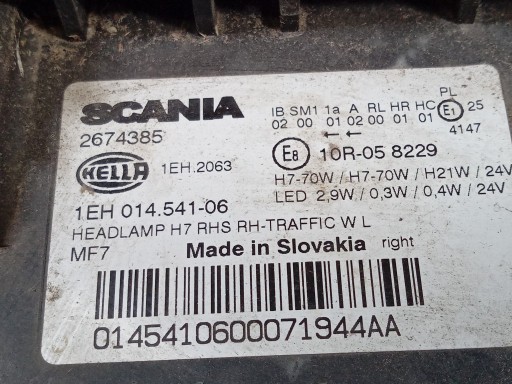 SCANIA
2674385
HELLA
1EH.2063
1EH 014.541-06
HEADLAMP H7 RHS RH-TRAFFIC W L
MF7
Made in Slovakia right
PL
IB SM1 1a A RL HR HC E1 25
02 00 01 02 00 01 01
4147
← ←
E8 10R-05 8229
H7-70W / H7-70W / H21W / 24V
LED 2,9W / 0,3W / 0,4W / 24V
0145410600071944AA